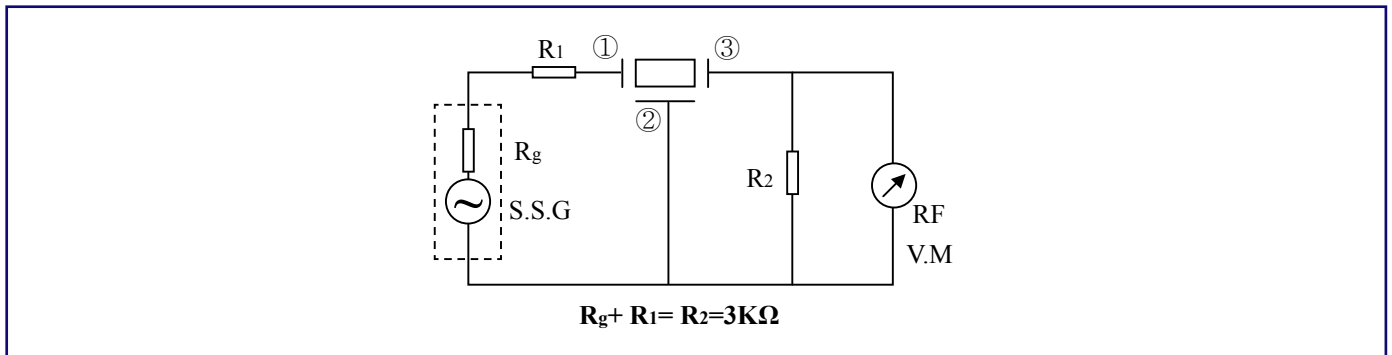 R1
①
③
②
Rg
R2
S.S.G
RF
V.M
Rg+ R1= R2=3KΩ